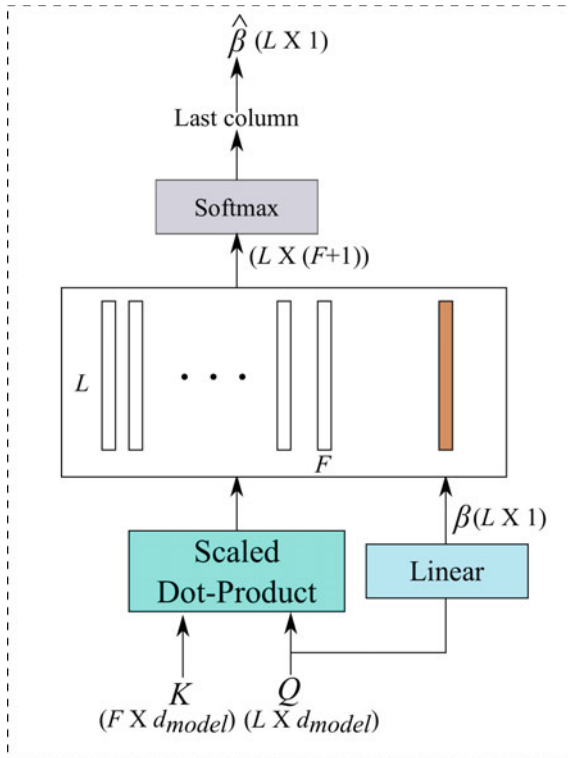 β̂ (L X 1)
Last column
Softmax
(L X (F+1))
L
. . .
F
β(L X 1)
Scaled
Dot-Product
Linear
K Q
(F X d_model) (L X d_model)